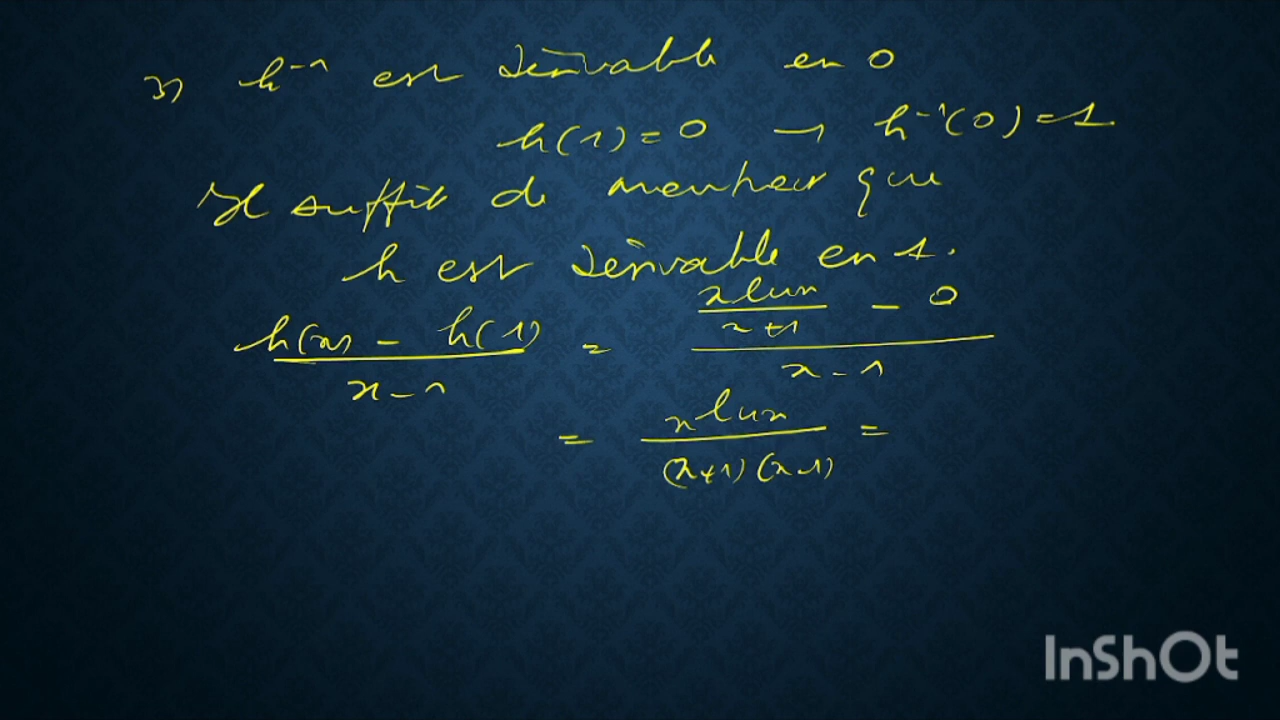 3) h⁻¹ est dérivable en 0
h(1) = 0 → h⁻¹(0) = 1.
Il suffit de montrer que
h est dérivable en 1.
(h(x) - h(1))/(x - 1) = ((x ln x)/(x + 1) - 0)/(x - 1)
= (x ln x)/((x+1)(x-1)) =
InShOt